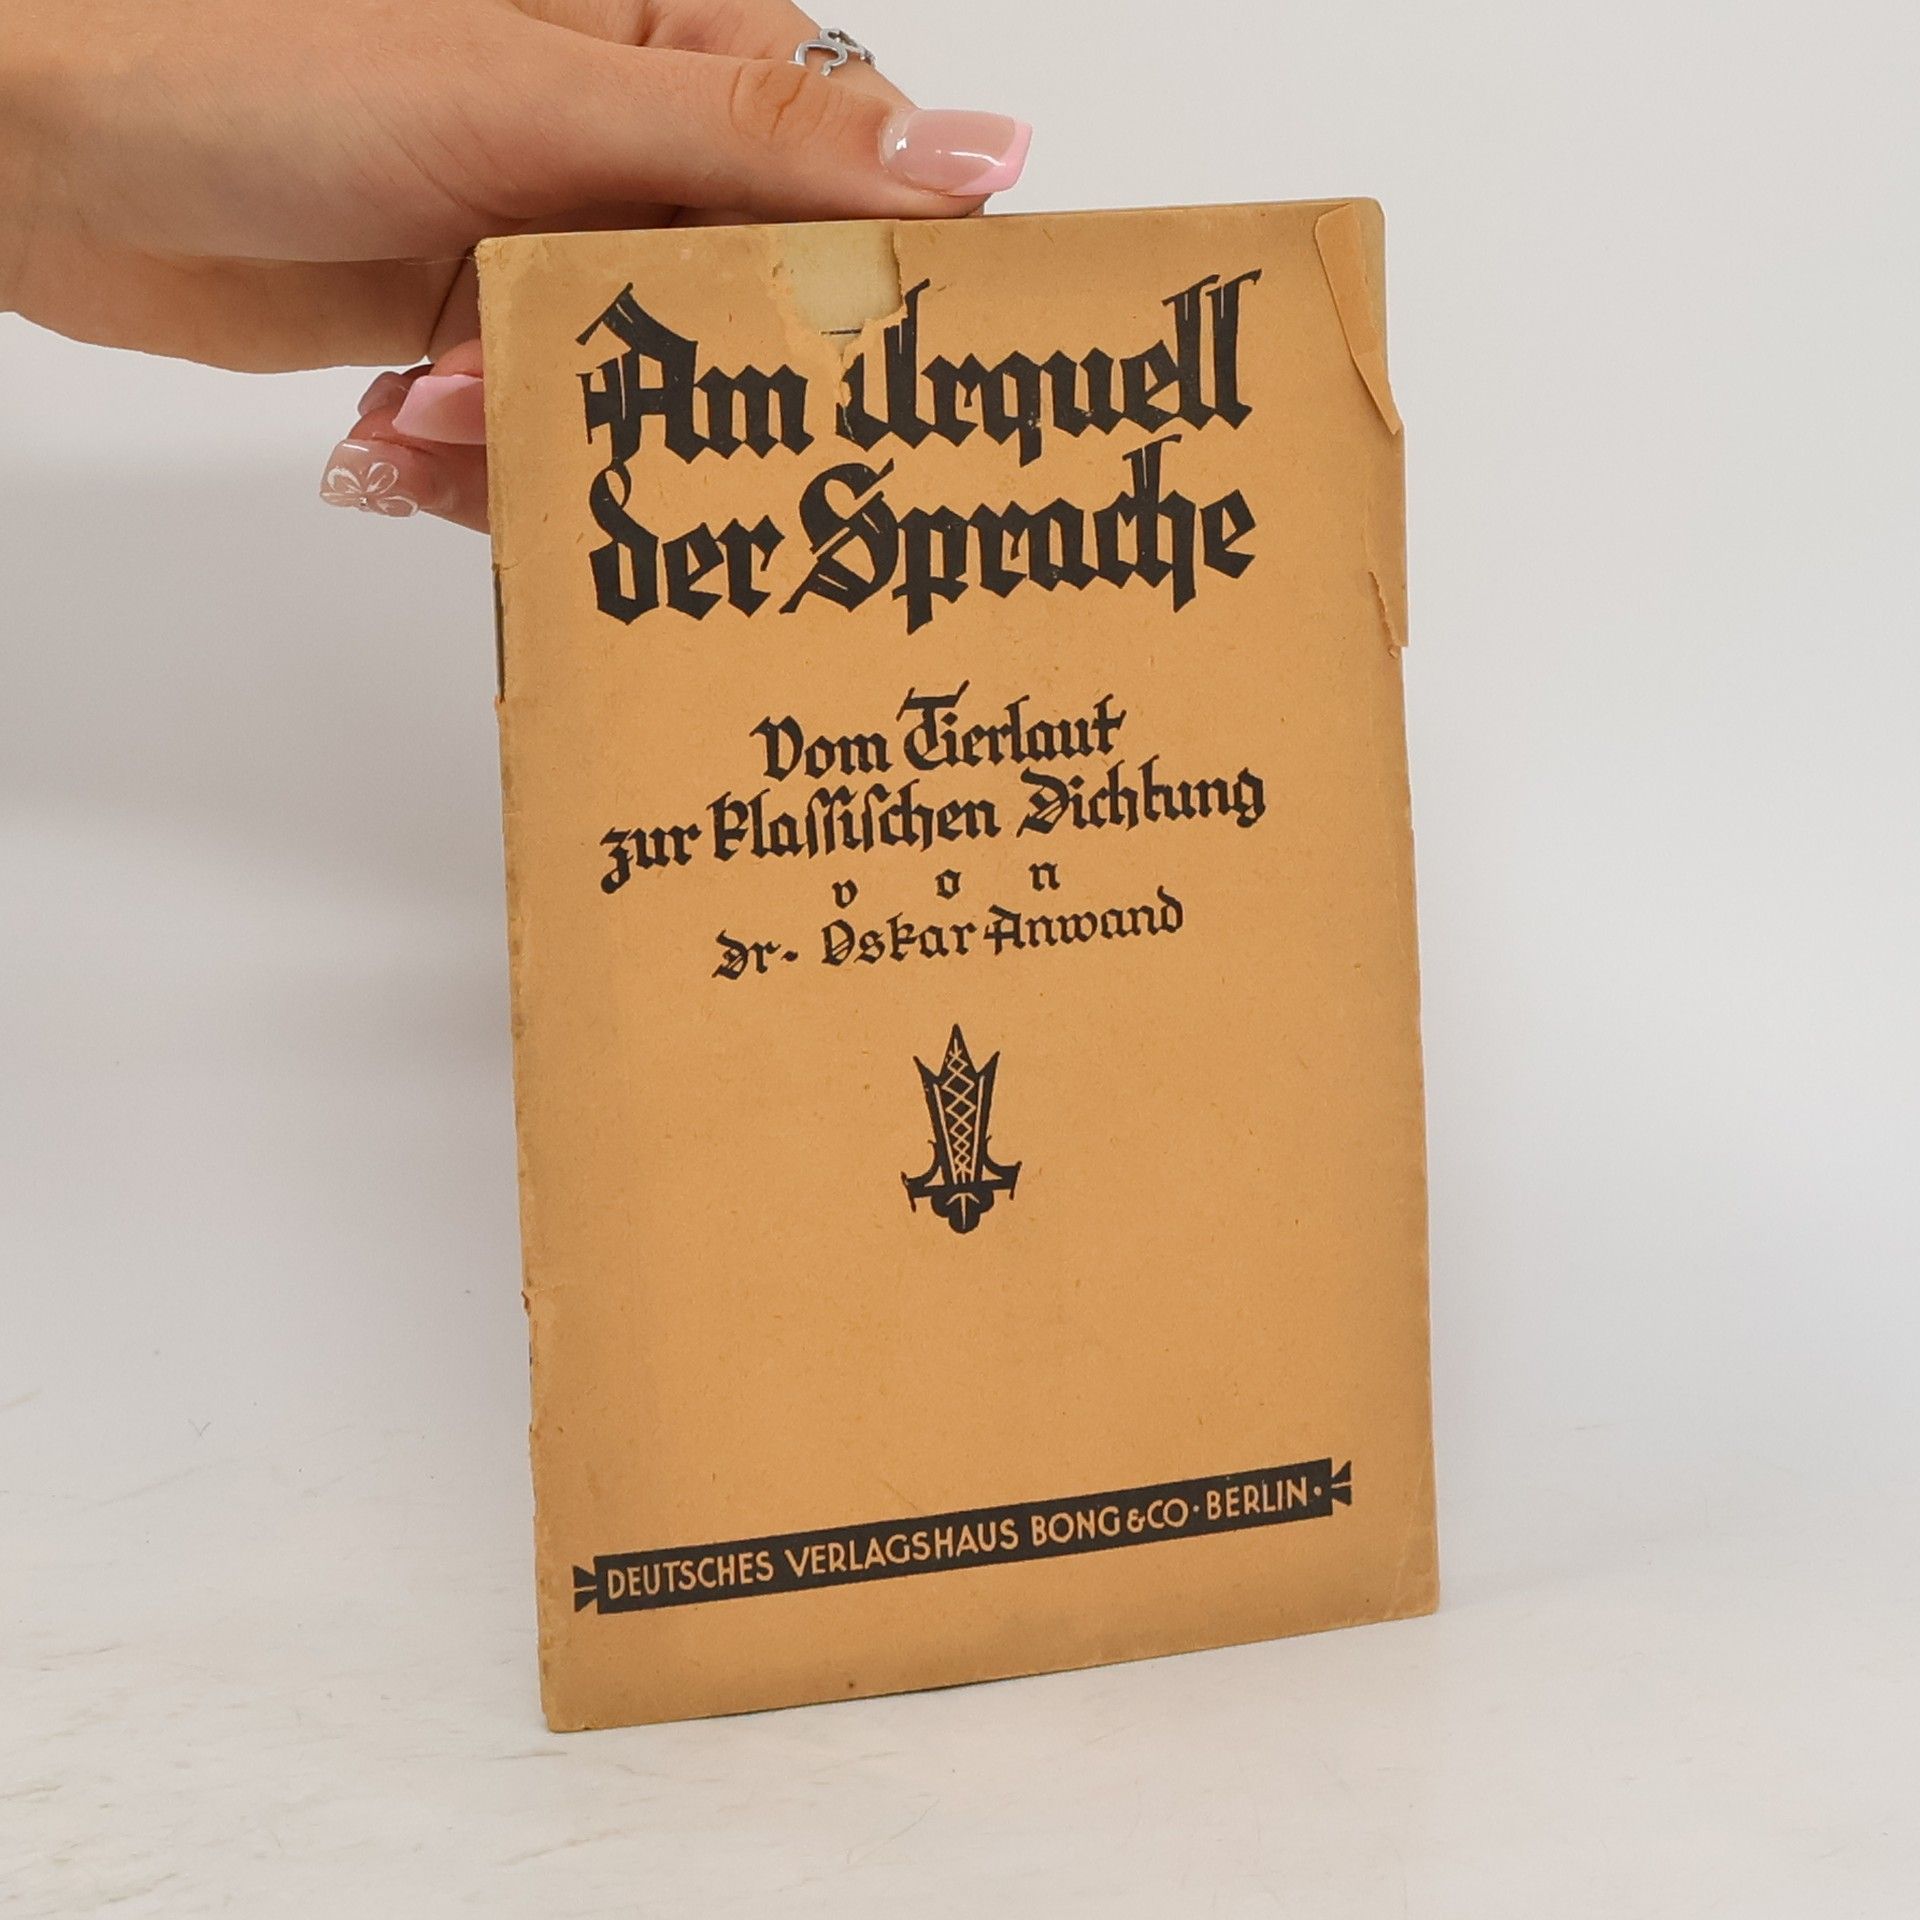 Am Urquell
der Sprache
Vom Tierlaut
zur klaſſiſchen Dichtung
von
Dr. Oskar Anwand
DEUTSCHES VERLAGSHAUS BONG & CO · BERLIN ·